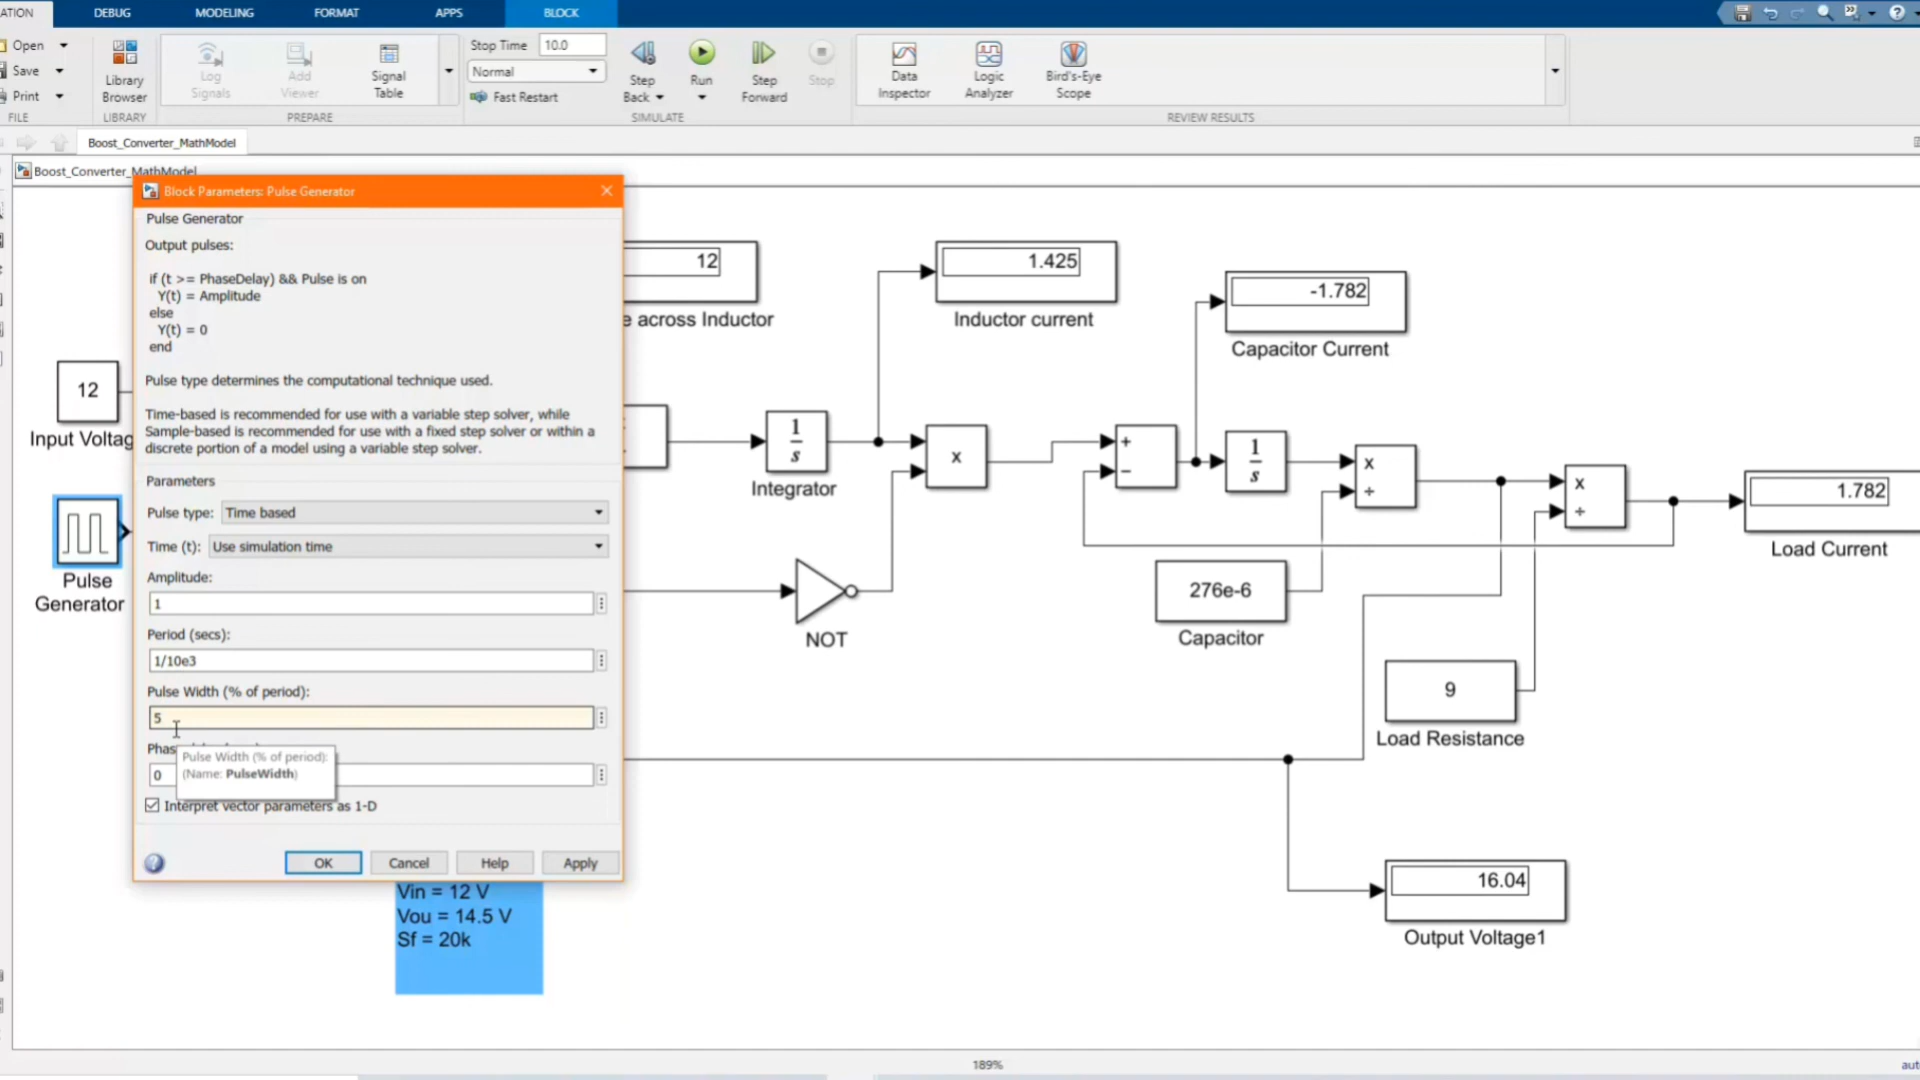 ATION
DEBUG
MODELING
FORMAT
APPS
BLOCK
Open
Save
Print
FILE
Library
Browser
LIBRARY
Log
Signals
Add
Viewer
Signal
Table
PREPARE
Stop Time 10.0
Normal
Fast Restart
Step
Back
Run
Step
Forward
Stop
SIMULATE
Data
Inspector
Logic
Analyzer
Bird's-Eye
Scope
REVIEW RESULTS
Boost_Converter_MathModel
Boost_Converter_MathModel
Block Parameters: Pulse Generator
Pulse Generator
Output pulses:
if (t >= PhaseDelay) && Pulse is on
Y(t) = Amplitude
else
Y(t) = 0
end
Pulse type determines the computational technique used.
Time-based is recommended for use with a variable step solver, while
Sample-based is recommended for use with a fixed step solver or within a
discrete portion of a model using a variable step solver.
Parameters
Pulse type: Time based
Time (t): Use simulation time
Amplitude:
1
Period (secs):
1/10e3
Pulse Width (% of period):
5
Phas
0
Pulse Width (% of period):
(Name: PulseWidth)
Interpret vector parameters as 1-D
OK
Cancel
Help
Apply
12
Input Voltag
Pulse
Generator
12
e across Inductor
1.425
Inductor current
-1.782
Capacitor Current
1
s
Integrator
x
+
−
1
s
x
÷
x
÷
1.782
Load Current
NOT
276e-6
Capacitor
9
Load Resistance
16.04
Output Voltage1
Vin = 12 V
Vou = 14.5 V
Sf = 20k
189%
aut